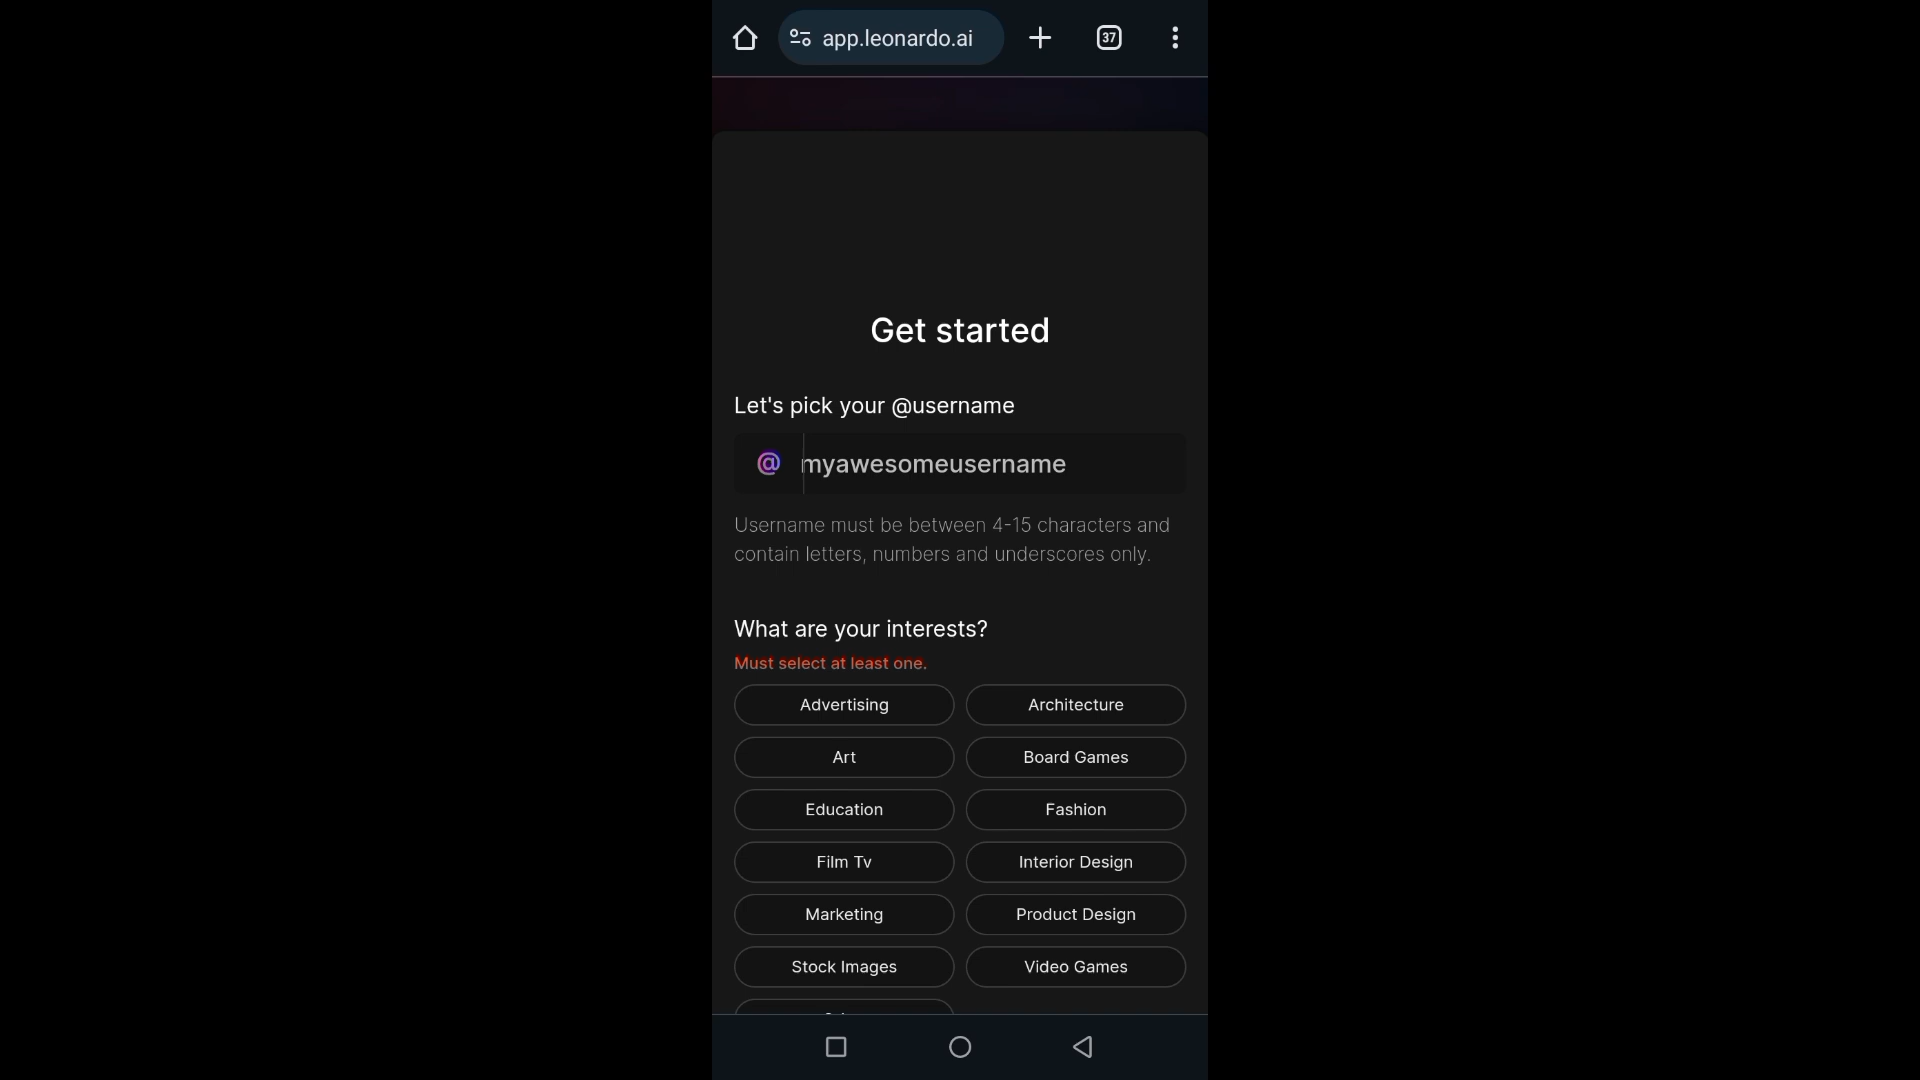 app.leonardo.ai
37
Get started
Let's pick your @username
@ myawesomeusername
Username must be between 4-15 characters and
contain letters, numbers and underscores only.
What are your interests?
Must select at least one.
Advertising
Architecture
Art
Board Games
Education
Fashion
Film Tv
Interior Design
Marketing
Product Design
Stock Images
Video Games